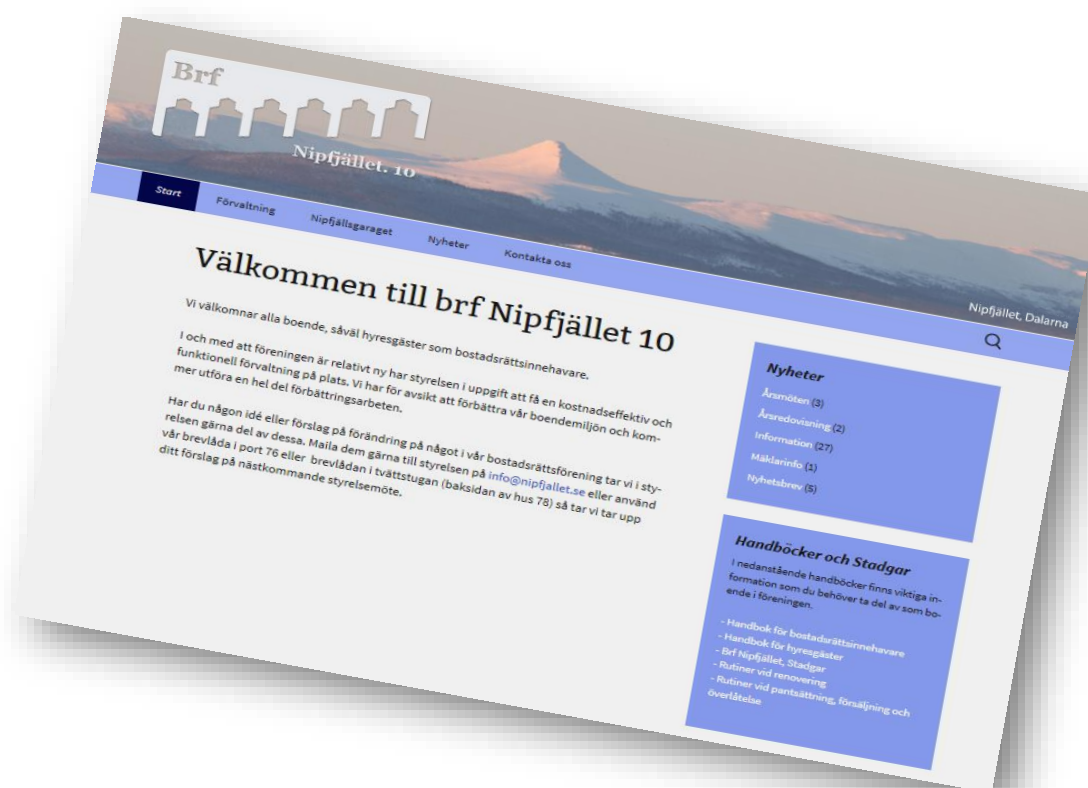 Brf
Nipfjället. 10
Start
Förvaltning
Nipfjällsgaraget
Nyheter
Kontakta oss
Nipfjället, Dalarna
Välkommen till brf Nipfjället 10
Vi välkomnar alla boende, såväl hyresgäster som bostadsrättsinnehavare.
I och med att föreningen är relativt ny har styrelsen i uppgift att få en kostnadseffektiv och
funktionell förvaltning på plats. Vi har för avsikt att förbättra vår boendemiljön och kom-
mer utföra en hel del förbättringsarbeten.
Har du någon idé eller förslag på förändring på något i vår bostadsrättsförening tar vi i sty-
relsen gärna del av dessa. Maila dem gärna till styrelsen på info@nipfjallet.se eller använd
vår brevlåda i port 76 eller brevlådan i tvättstugan (baksidan av hus 78) så tar vi tar upp
ditt förslag på nästkommande styrelsemöte.
Nyheter
Årsmöten (3)
Årsredovisning (2)
Information (27)
Mäklarinfo (1)
Nyhetsbrev (5)
Handböcker och Stadgar
I nedanstående handböcker finns viktiga in-
formation som du behöver ta del av som bo-
ende i föreningen.
- Handbok för bostadsrättsinnehavare
- Handbok för hyresgäster
- Brf Nipfjället, Stadgar
- Rutiner vid renovering
- Rutiner vid pantsättning, försäljning och
överlåtelse